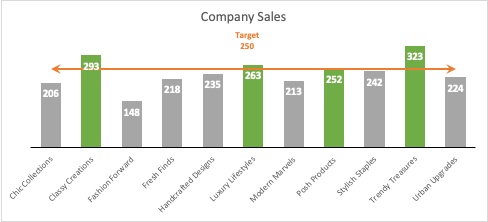 Company Sales
Target
250
206
293
148
218
235
263
213
252
242
323
224
Chic Collections
Classy Creations
Fashion Forward
Fresh Finds
Handcrafted Designs
Luxury Lifestyles
Modern Marvels
Posh Products
Stylish Staples
Trendy Treasures
Urban Upgrades